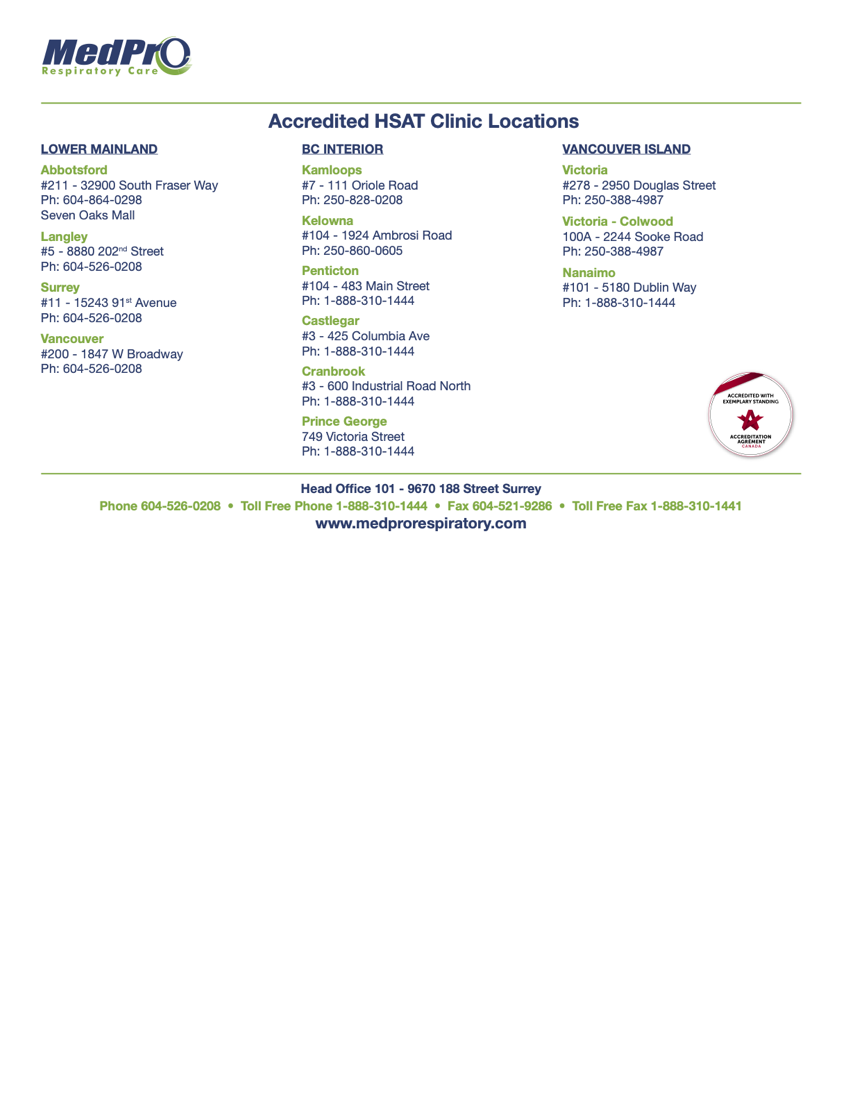 MedPro
Respiratory Care
Accredited HSAT Clinic Locations
LOWER MAINLAND
Abbotsford
#211 - 32900 South Fraser Way
Ph: 604-864-0298
Seven Oaks Mall
Langley
#5 - 8880 202nd Street
Ph: 604-526-0208
Surrey
#11 - 15243 91st Avenue
Ph: 604-526-0208
Vancouver
#200 - 1847 W Broadway
Ph: 604-526-0208
BC INTERIOR
Kamloops
#7 - 111 Oriole Road
Ph: 250-828-0208
Kelowna
#104 - 1924 Ambrosi Road
Ph: 250-860-0605
Penticton
#104 - 483 Main Street
Ph: 1-888-310-1444
Castlegar
#3 - 425 Columbia Ave
Ph: 1-888-310-1444
Cranbrook
#3 - 600 Industrial Road North
Ph: 1-888-310-1444
Prince George
749 Victoria Street
Ph: 1-888-310-1444
VANCOUVER ISLAND
Victoria
#278 - 2950 Douglas Street
Ph: 250-388-4987
Victoria - Colwood
100A - 2244 Sooke Road
Ph: 250-388-4987
Nanaimo
#101 - 5180 Dublin Way
Ph: 1-888-310-1444
ACCREDITED WITH
EXEMPLARY STANDING
ACCREDITATION
AGRÉMENT
CANADA
Head Office 101 - 9670 188 Street Surrey
Phone 604-526-0208 • Toll Free Phone 1-888-310-1444 • Fax 604-521-9286 • Toll Free Fax 1-888-310-1441
www.medprorespiratory.com